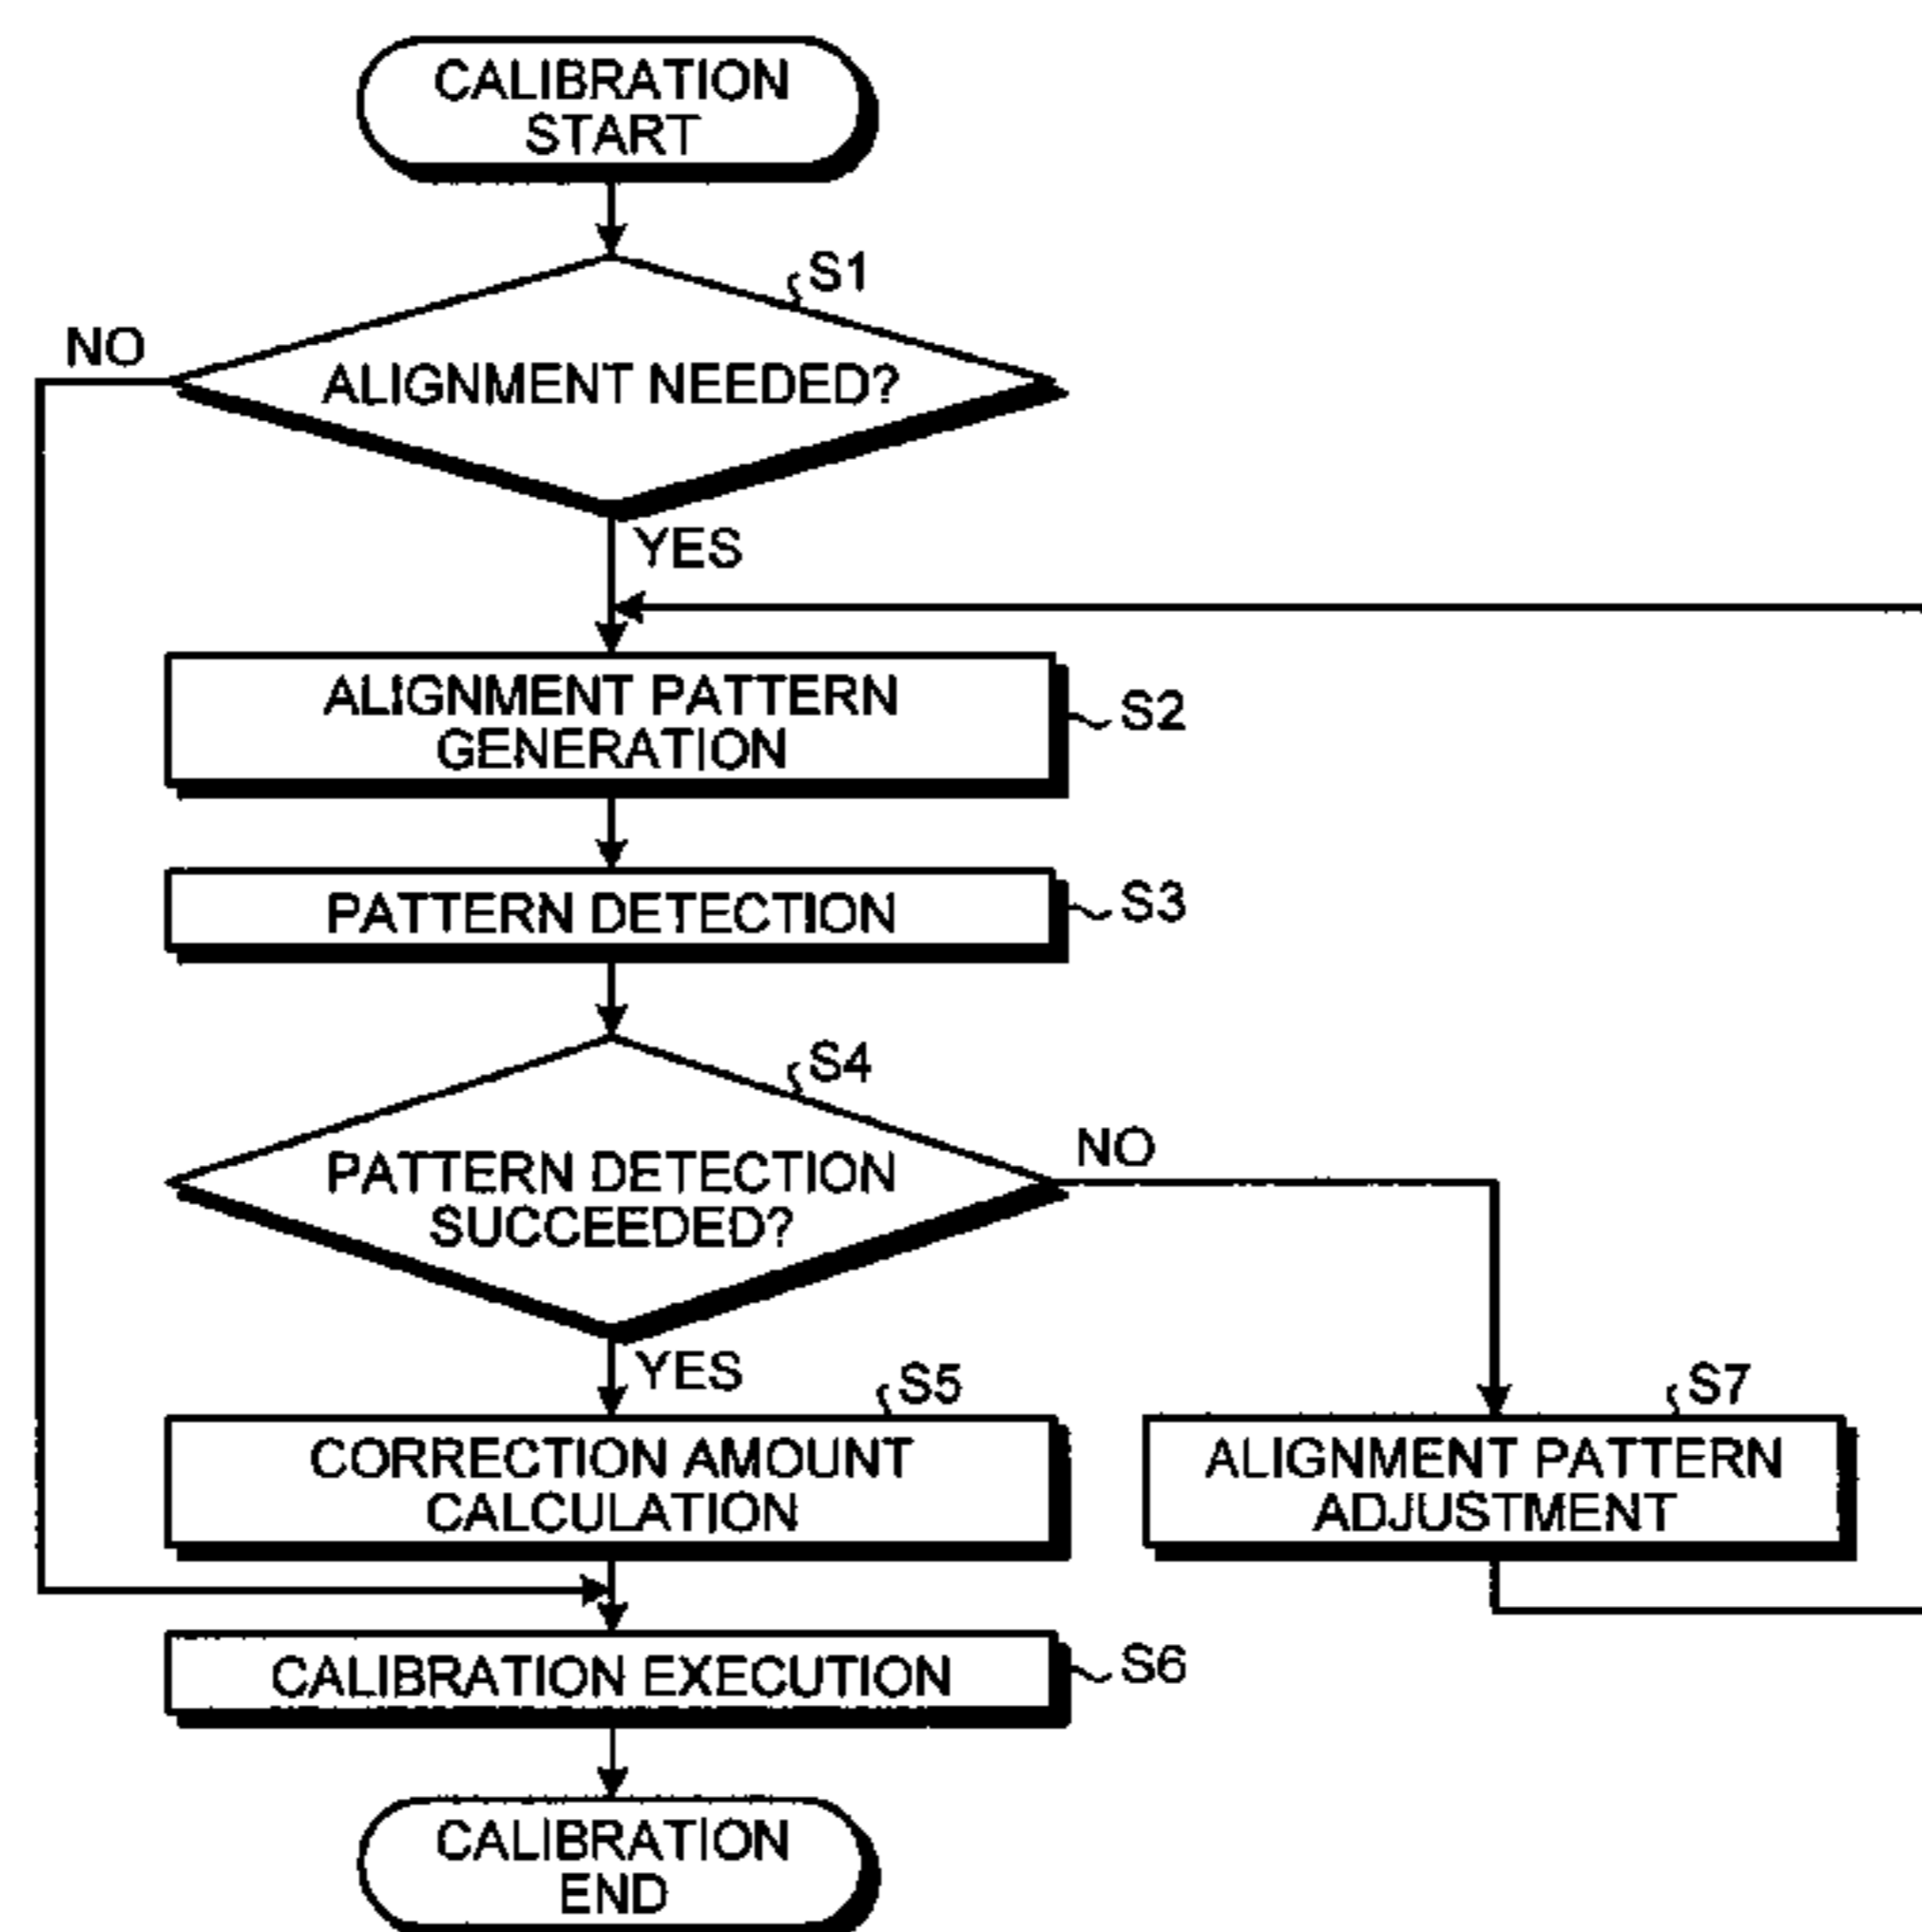 CALIBRATION
START
S1
NO
ALIGNMENT NEEDED?
YES
ALIGNMENT PATTERN
GENERATION
S2
PATTERN DETECTION
S3
S4
PATTERN DETECTION
SUCCEEDED?
NO
YES
S5
CORRECTION AMOUNT
CALCULATION
S7
ALIGNMENT PATTERN
ADJUSTMENT
CALIBRATION EXECUTION
S6
CALIBRATION
END